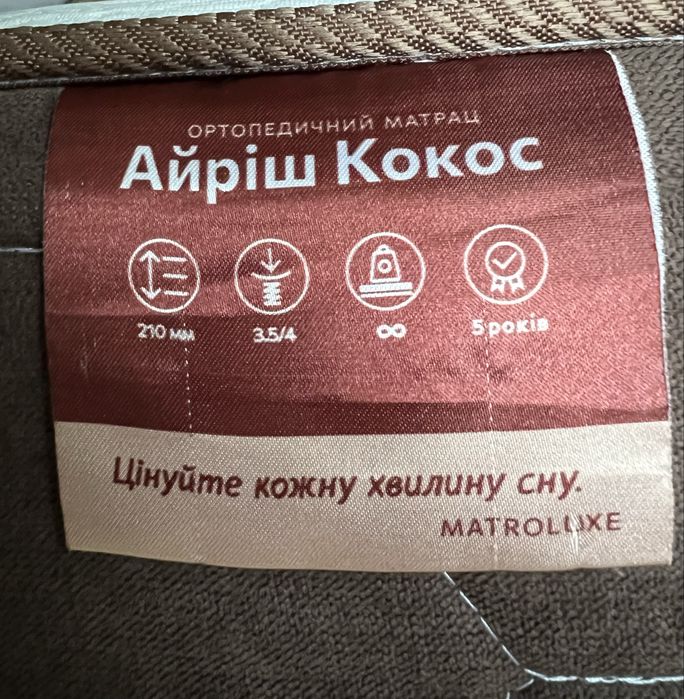 ОРТОПЕДИЧНИЙ МАТРАЦ
Айріш Кокос
210 мм 3.5/4 ∞ 5 років
Цінуйте кожну хвилину сну.
MATROLUXE